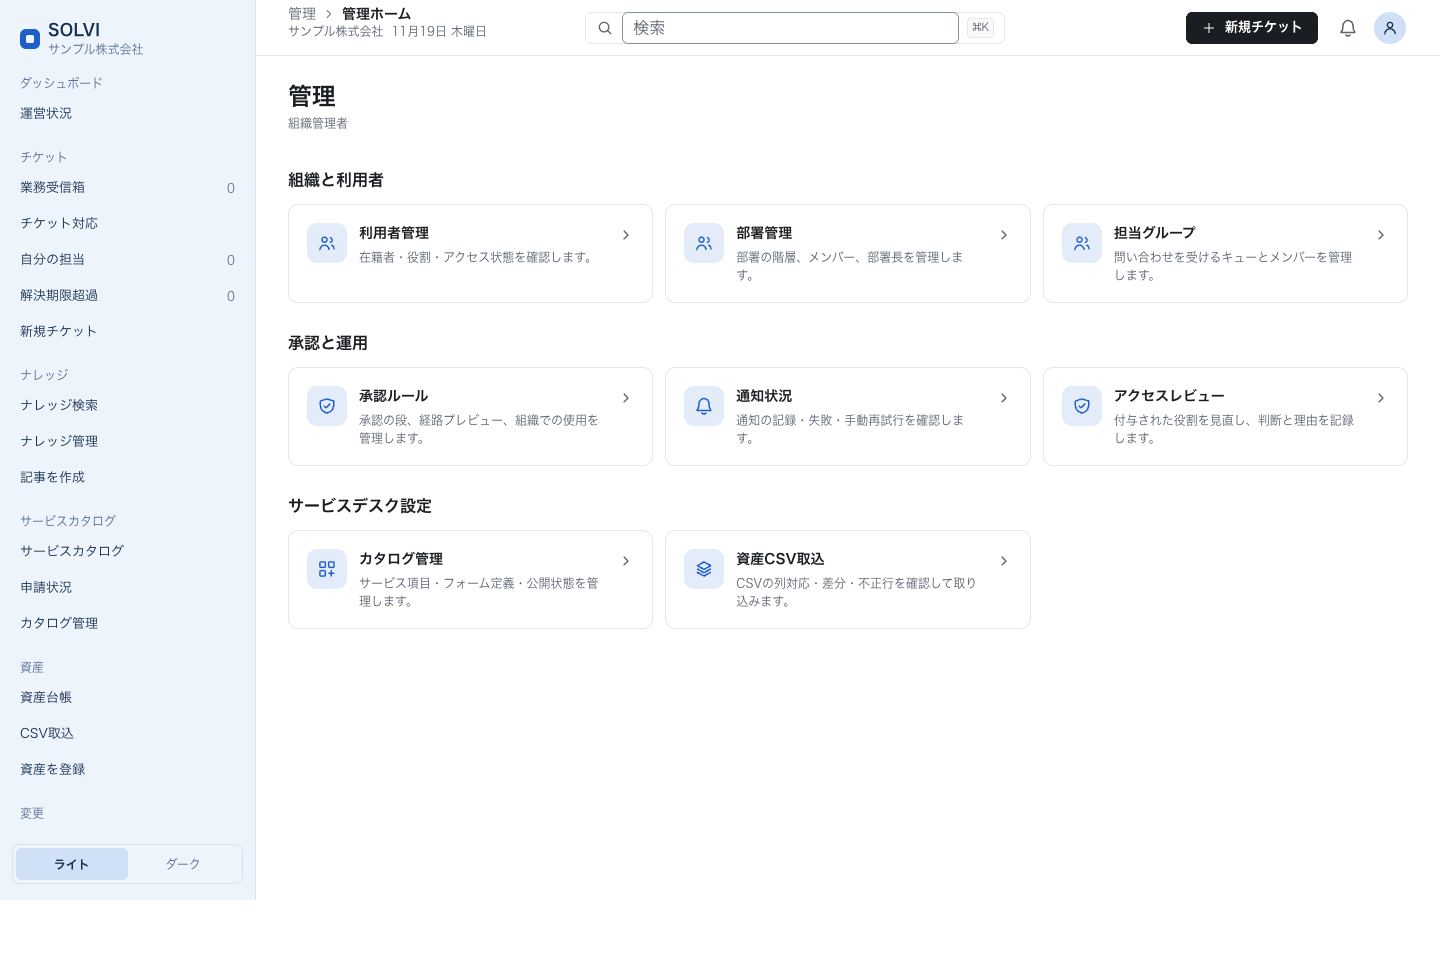 SOLVI
サンプル株式会社
ダッシュボード
運営状況
チケット
業務受信箱 0
チケット対応
自分の担当 0
解決期限超過 0
新規チケット
ナレッジ
ナレッジ検索
ナレッジ管理
記事を作成
サービスカタログ
サービスカタログ
申請状況
カタログ管理
資産
資産台帳
CSV取込
資産を登録
変更
ライト ダーク
管理 > 管理ホーム
サンプル株式会社 11月19日 木曜日
検索
⌘K
+ 新規チケット
管理
組織管理者
組織と利用者
利用者管理
在籍者・役割・アクセス状態を確認します。
部署管理
部署の階層、メンバー、部署長を管理しま
す。
担当グループ
問い合わせを受けるキューとメンバーを管理
します。
承認と運用
承認ルール
承認の段、経路プレビュー、組織での使用を
管理します。
通知状況
通知の記録・失敗・手動再試行を確認しま
す。
アクセスレビュー
付与された役割を見直し、判断と理由を記録
します。
サービスデスク設定
カタログ管理
サービス項目・フォーム定義・公開状態を管
理します。
資産CSV取込
CSVの列対応・差分・不正行を確認して取り
込みます。